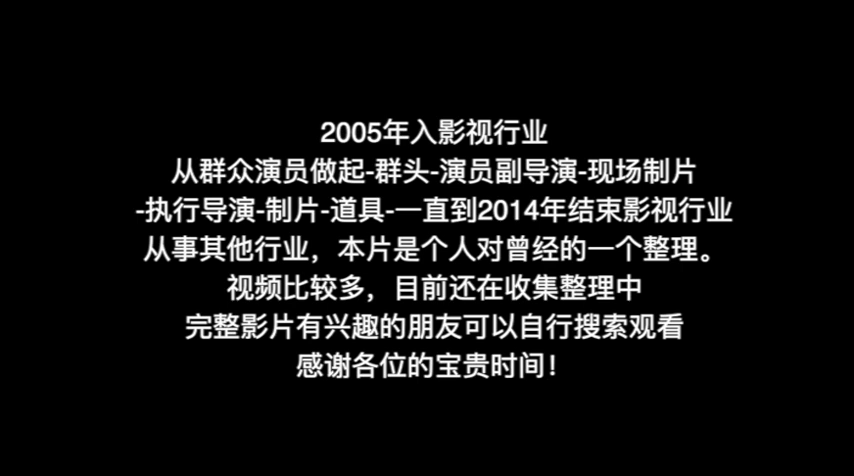 2005年入影视行业
从群众演员做起-群头-演员副导演-现场制片
-执行导演-制片-道具-一直到2014年结束影视行业
从事其他行业，本片是个人对曾经的一个整理。
视频比较多，目前还在收集整理中
完整影片有兴趣的朋友可以自行搜索观看
感谢各位的宝贵时间！